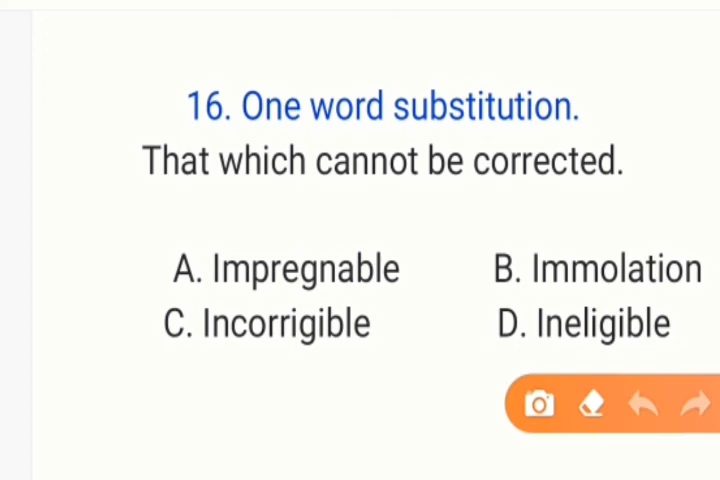 16. One word substitution.
That which cannot be corrected.
A. Impregnable B. Immolation
C. Incorrigible D. Ineligible